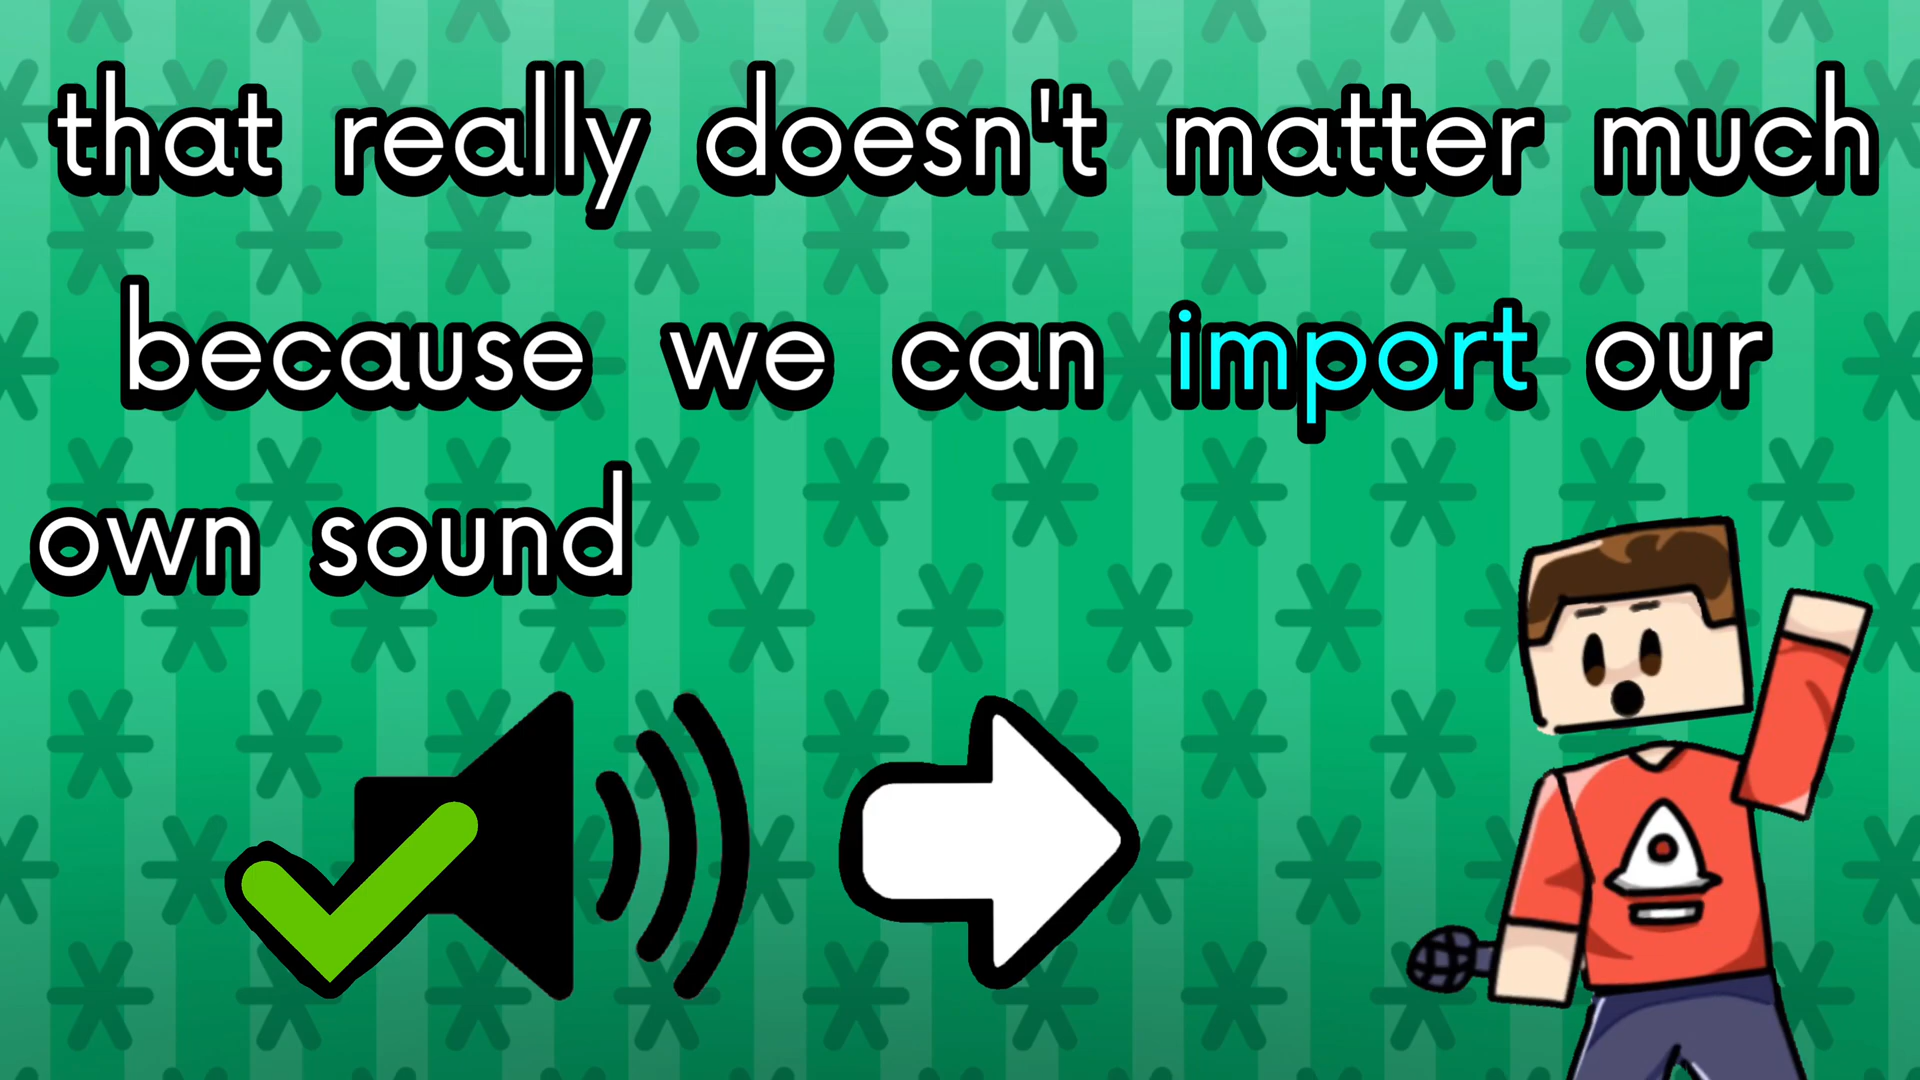 that really doesn't matter much
because we can import our
own sound